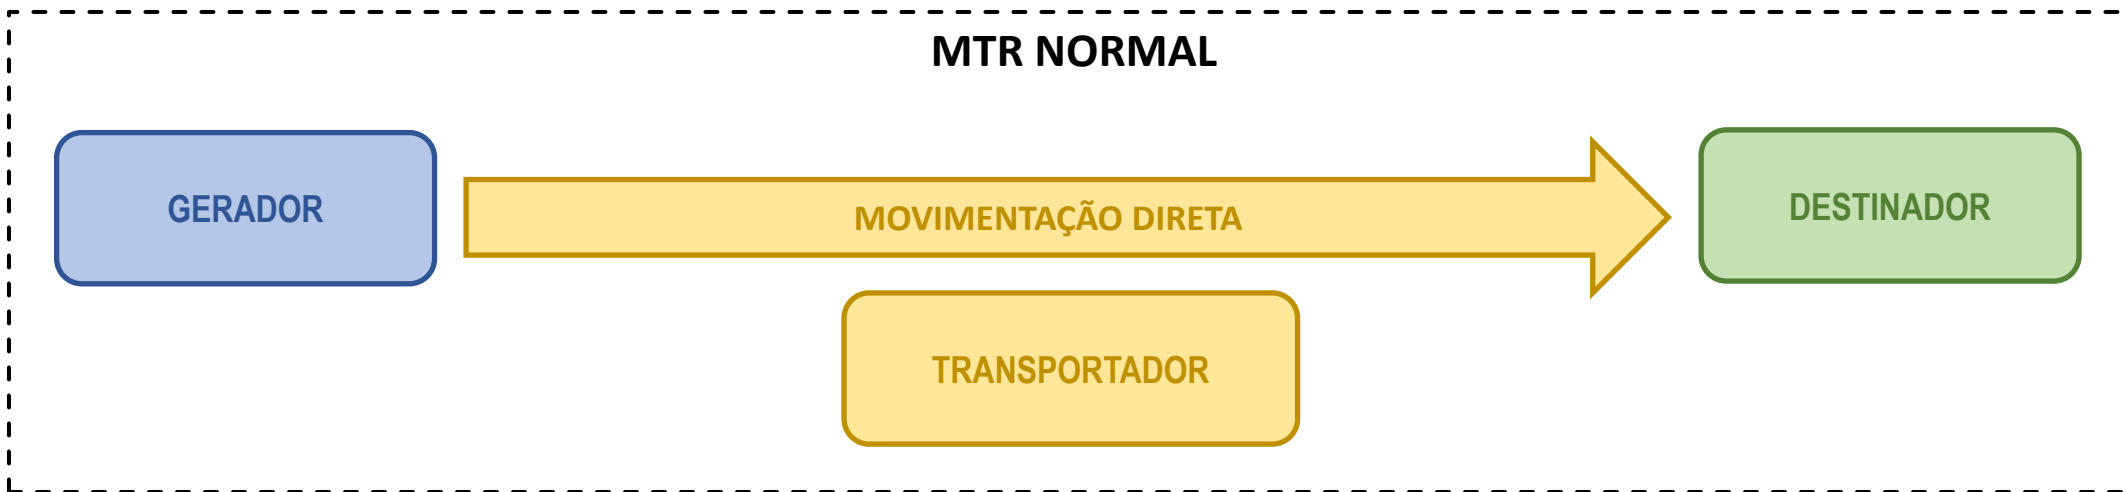 MTR NORMAL
GERADOR
MOVIMENTAÇÃO DIRETA
DESTINADOR
TRANSPORTADOR